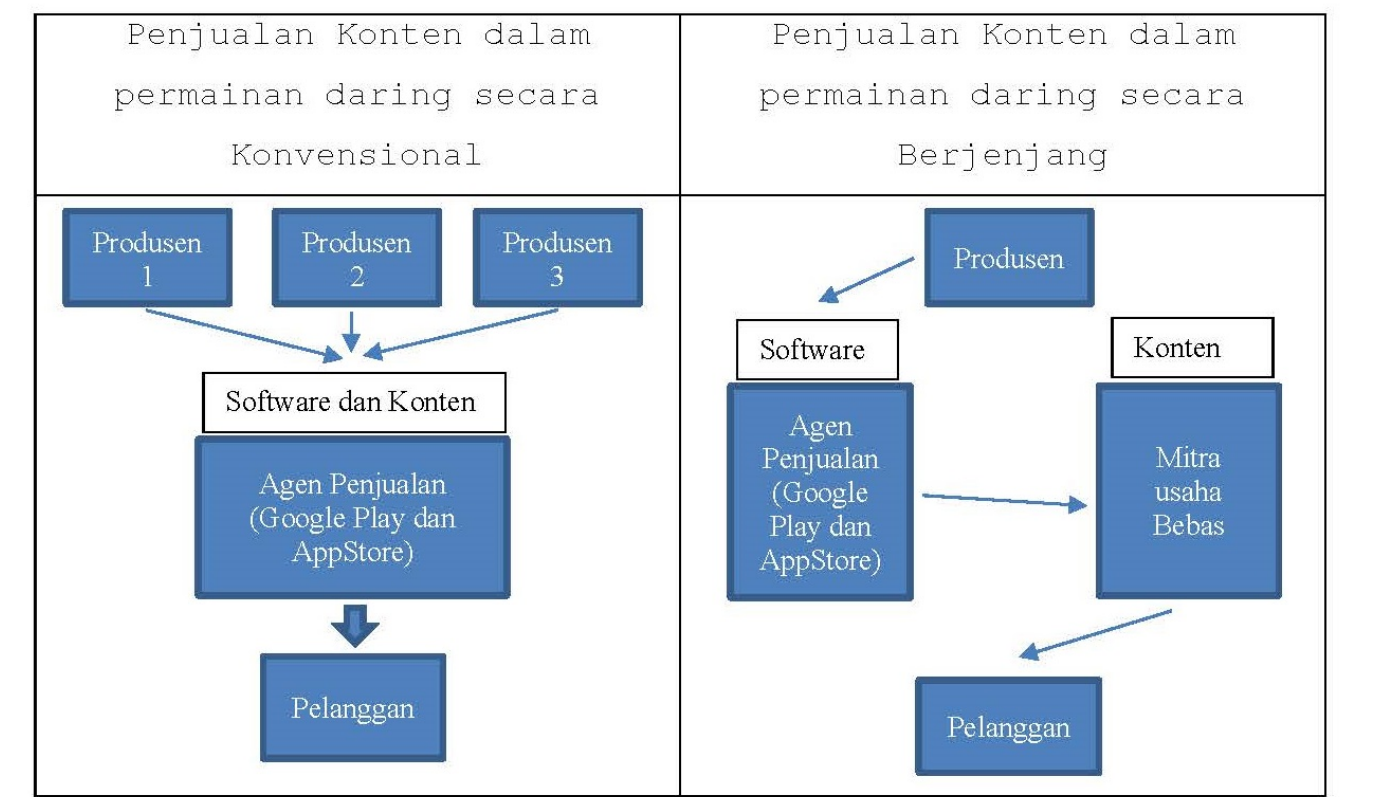 Penjualan Konten dalam
permainan daring secara
Konvensional
Penjualan Konten dalam
permainan daring secara
Berjenjang
Produsen
1
Produsen
2
Produsen
3
Software dan Konten
Agen Penjualan
(Google Play dan
AppStore)
Pelanggan
Produsen
Software
Konten
Agen
Penjualan
(Google
Play dan
AppStore)
Mitra
usaha
Bebas
Pelanggan